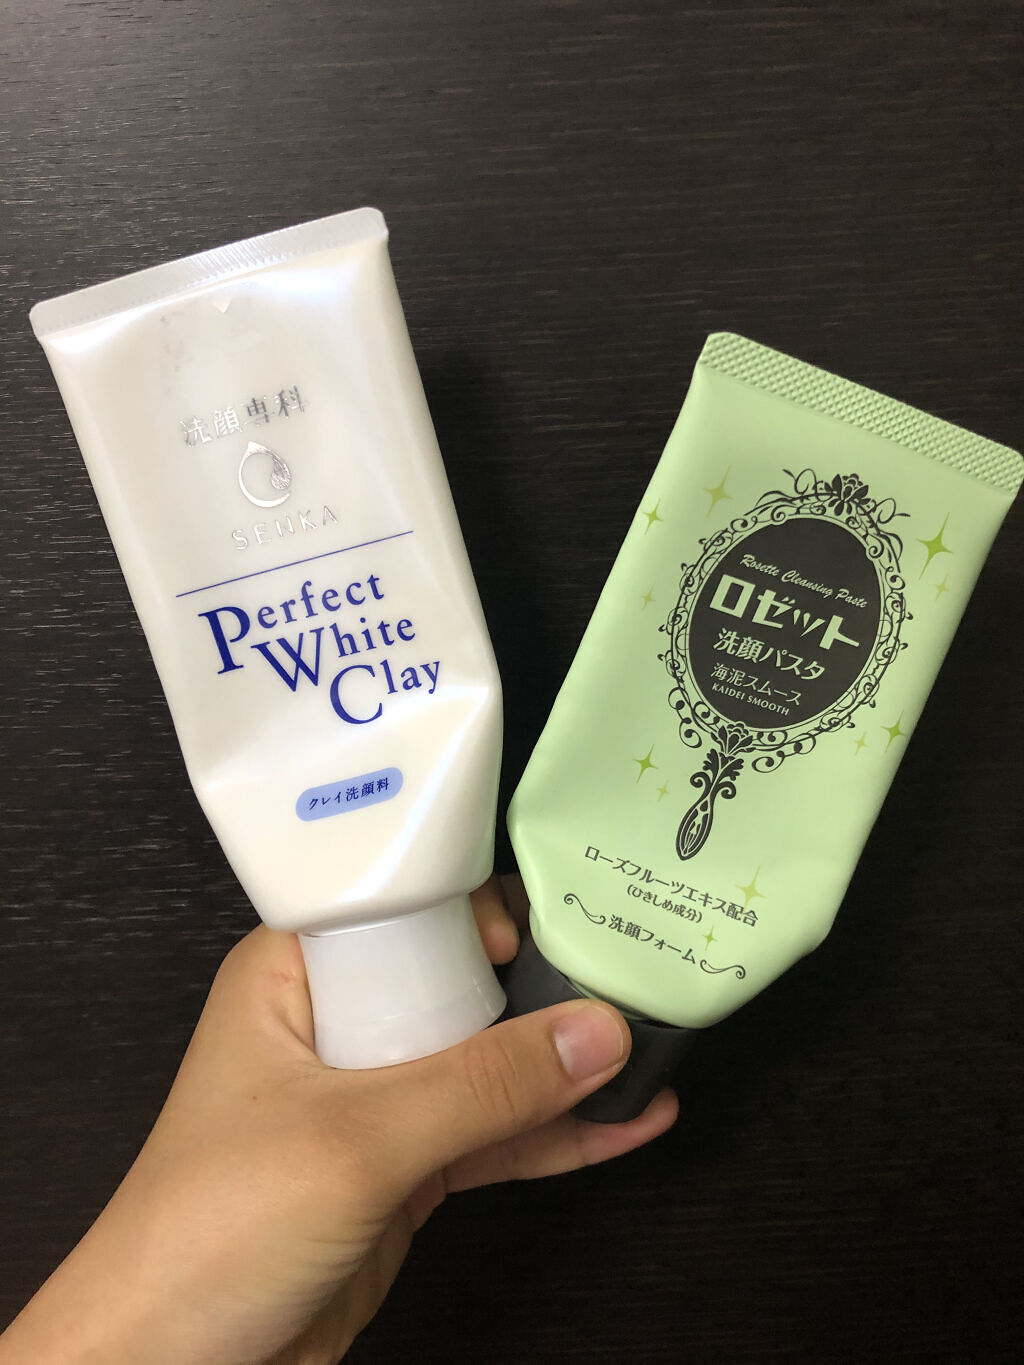 洗顔専科
SENKA
Perfect
White
Clay
クレイ洗顔料
Rosette Cleansing Paste
ロゼット
洗顔パスタ
海泥スムース
KAIDEI SMOOTH
ローズフルーツエキス配合
(ひきしめ成分)
洗顔フォーム